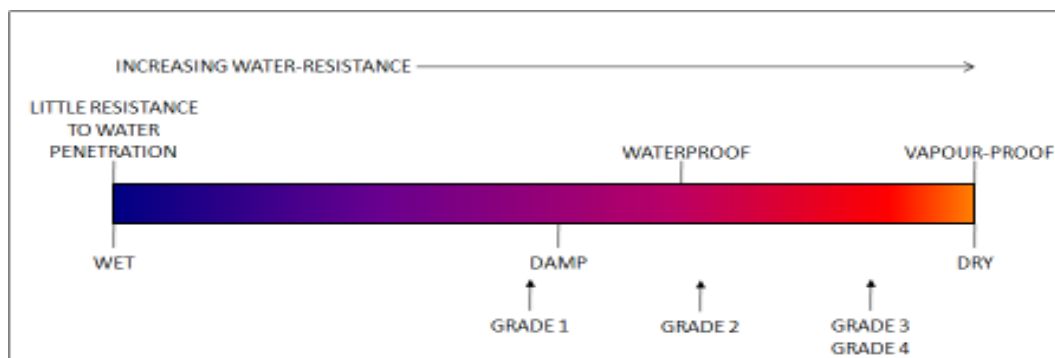 INCREASING WATER-RESISTANCE
LITTLE RESISTANCE
TO WATER
PENETRATION
WATERPROOF
VAPOUR-PROOF
WET
DAMP
DRY
GRADE 1
GRADE 2
GRADE 3
GRADE 4